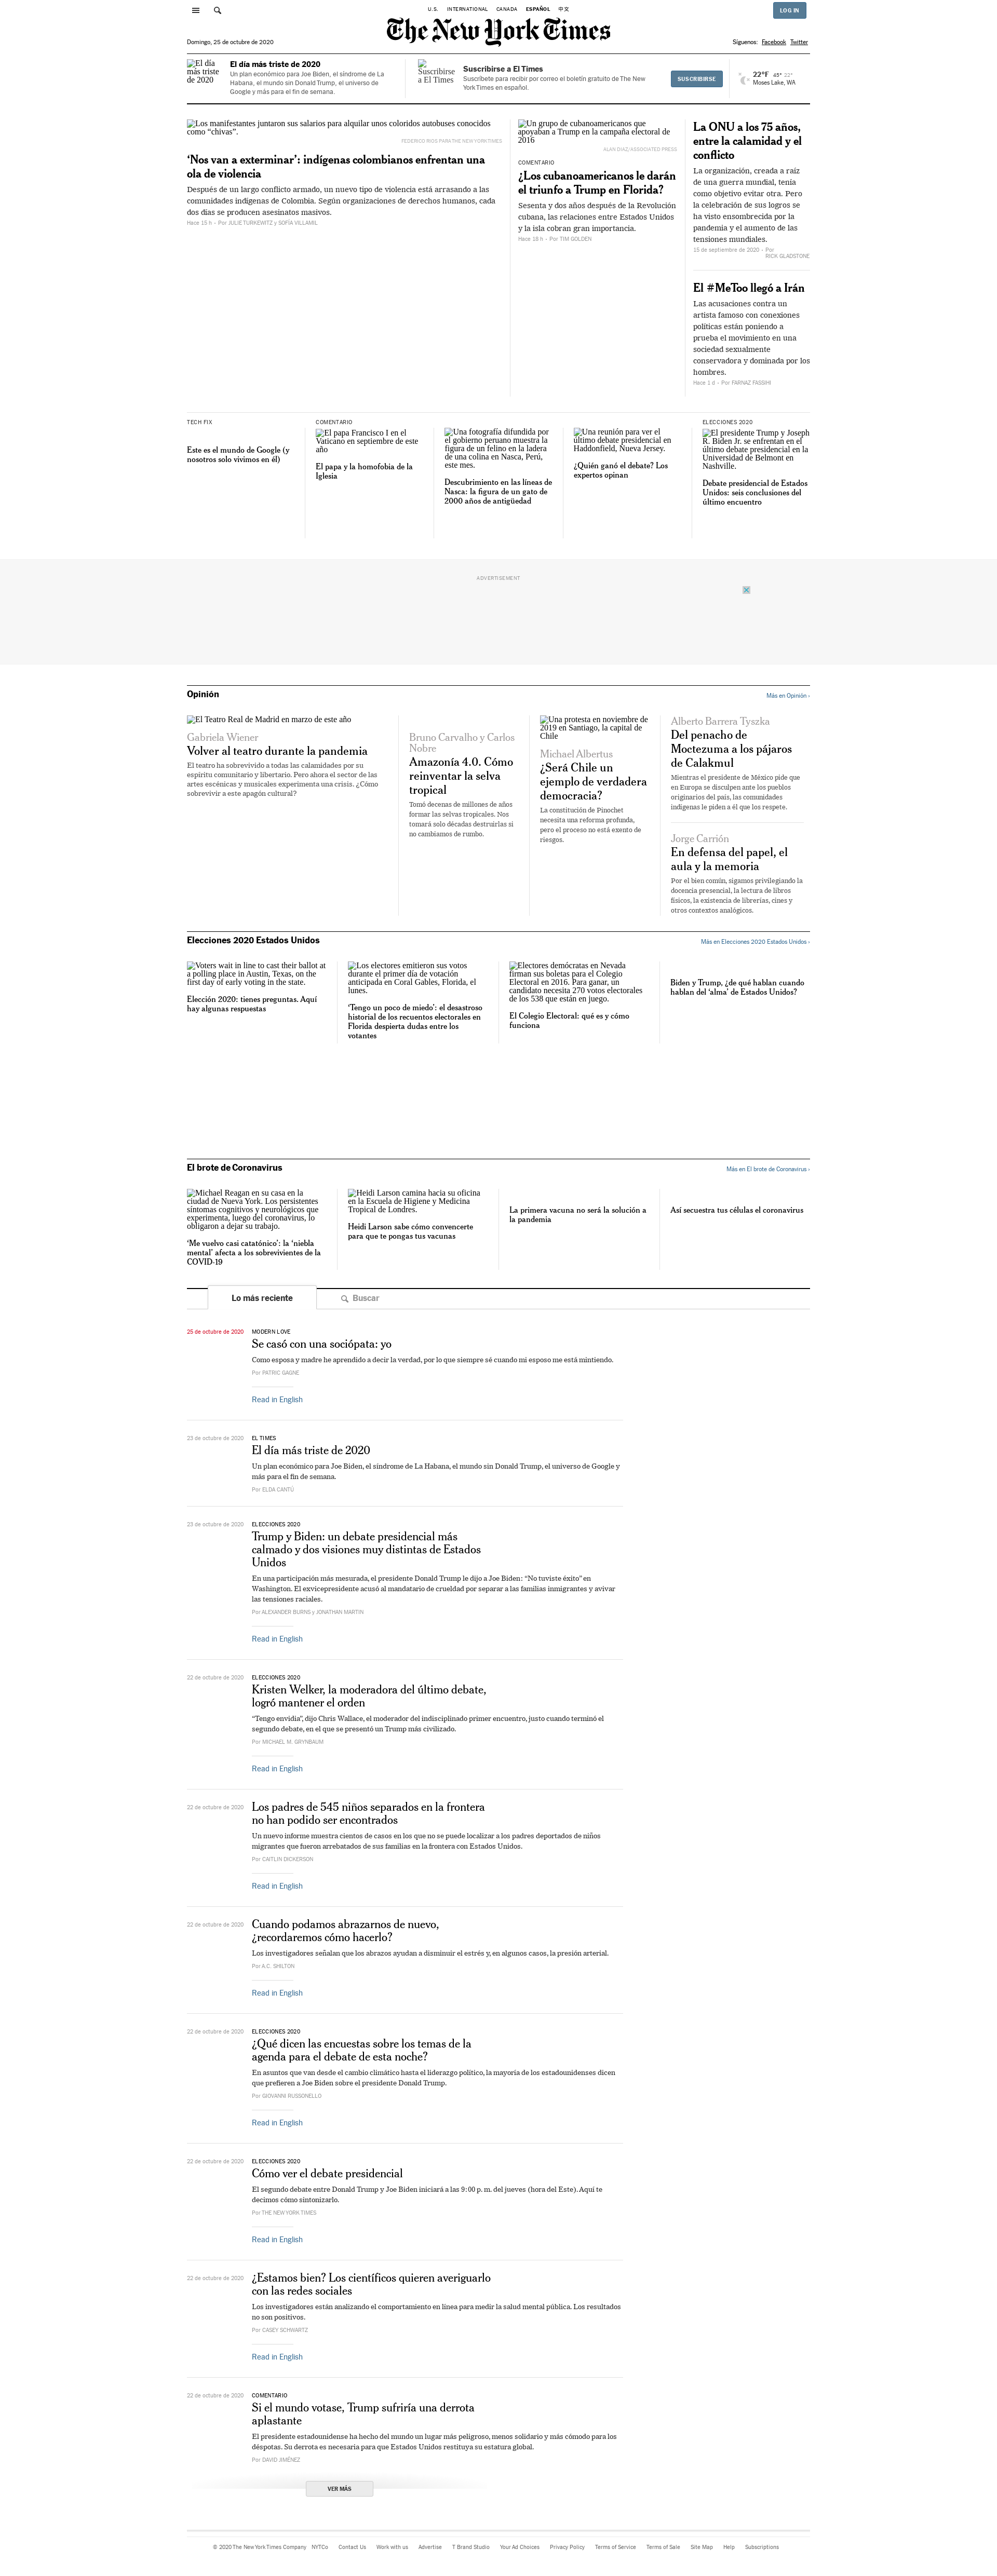 U.S. INTERNATIONAL CANADA ESPAÑOL 中文
LOG IN
The New York Times
Domingo, 25 de octubre de 2020
Síguenos: Facebook Twitter
El día más triste de 2020
El día más triste de 2020
Un plan económico para Joe Biden, el síndrome de La
Habana, el mundo sin Donald Trump, el universo de
Google y más para el fin de semana.
Suscribirse a El Times
Suscribirse a El Times
Suscríbete para recibir por correo el boletín gratuito de The New
York Times en español.
SUSCRIBIRSE
22°F 45° 23°
Moses Lake, WA
Los manifestantes juntaron sus salarios para alquilar unos coloridos autobuses conocidos
como “chivas”.
FEDERICO RIOS PARA THE NEW YORK TIMES
‘Nos van a exterminar’: indígenas colombianos enfrentan una
ola de violencia
Después de un largo conflicto armado, un nuevo tipo de violencia está arrasando a las
comunidades indígenas de Colombia. Según organizaciones de derechos humanos, cada
dos días se producen asesinatos masivos.
Hace 15 h - Por JULIE TURKEWITZ y SOFÍA VILLAMIL
Un grupo de cubanoamericanos que
apoyaban a Trump en la campaña electoral de
2016
ALAN DIAZ/ASSOCIATED PRESS
COMENTARIO
¿Los cubanoamericanos le darán
el triunfo a Trump en Florida?
Sesenta y dos años después de la Revolución
cubana, las relaciones entre Estados Unidos
y la isla cobran gran importancia.
Hace 18 h - Por TIM GOLDEN
La ONU a los 75 años,
entre la calamidad y el
conflicto
La organización, creada a raíz
de una guerra mundial, tenía
como objetivo evitar otra. Pero
la celebración de sus logros se
ha visto ensombrecida por la
pandemia y el aumento de las
tensiones mundiales.
15 de septiembre de 2020 - Por
RICK GLADSTONE
El #MeToo llegó a Irán
Las acusaciones contra un
artista famoso con conexiones
políticas están poniendo a
prueba el movimiento en una
sociedad sexualmente
conservadora y dominada por los
hombres.
Hace 1 d - Por FARNAZ FASSIHI
TECH FIX
Este es el mundo de Google (y
nosotros solo vivimos en él)
COMENTARIO
El papa Francisco I en el
Vaticano en septiembre de este
año
El papa y la homofobia de la
Iglesia
Una fotografía difundida por
el gobierno peruano muestra la
figura de un felino en la ladera
de una colina en Nasca, Perú,
este mes.
Descubrimiento en las líneas de
Nasca: la figura de un gato de
2000 años de antigüedad
Una reunión para ver el
último debate presidencial en
Haddonfield, Nueva Jersey.
¿Quién ganó el debate? Los
expertos opinan
ELECCIONES 2020
El presidente Trump y Joseph
R. Biden Jr. se enfrentan en el
último debate presidencial en la
Universidad de Belmont en
Nashville.
Debate presidencial de Estados
Unidos: seis conclusiones del
último encuentro
ADVERTISEMENT
Opinión
Más en Opinión ›
El Teatro Real de Madrid en marzo de este año
Gabriela Wiener
Volver al teatro durante la pandemia
El teatro ha sobrevivido a todas las calamidades por su
espíritu comunitario y libertario. Pero ahora el sector de las
artes escénicas y musicales experimenta una crisis. ¿Cómo
sobrevivir a este apagón cultural?
Bruno Carvalho y Carlos
Nobre
Amazonía 4.0. Cómo
reinventar la selva
tropical
Tomó decenas de millones de años
formar las selvas tropicales. Nos
tomará solo décadas destruirlas si
no cambiamos de rumbo.
Una protesta en noviembre de
2019 en Santiago, la capital de
Chile
Michael Albertus
¿Será Chile un
ejemplo de verdadera
democracia?
La constitución de Pinochet
necesita una reforma profunda,
pero el proceso no está exento de
riesgos.
Alberto Barrera Tyszka
Del penacho de
Moctezuma a los pájaros
de Calakmul
Mientras el presidente de México pide que
en Europa se disculpen ante los pueblos
originarios del país, las comunidades
indígenas le piden a él que los respete.
Jorge Carrión
En defensa del papel, el
aula y la memoria
Por el bien común, sigamos privilegiando la
docencia presencial, la lectura de libros
físicos, la existencia de librerías, cines y
otros contextos analógicos.
Elecciones 2020 Estados Unidos
Más en Elecciones 2020 Estados Unidos ›
Voters wait in line to cast their ballot at
a polling place in Austin, Texas, on the
first day of early voting in the state.
Elección 2020: tienes preguntas. Aquí
hay algunas respuestas
Los electores emitieron sus votos
durante el primer día de votación
anticipada en Coral Gables, Florida, el
lunes.
‘Tengo un poco de miedo’: el desastroso
historial de los recuentos electorales en
Florida despierta dudas entre los
votantes
Electores demócratas en Nevada
firman sus boletas para el Colegio
Electoral en 2016. Para ganar, un
candidato necesita 270 votos electorales
de los 538 que están en juego.
El Colegio Electoral: qué es y cómo
funciona
Biden y Trump, ¿de qué hablan cuando
hablan del ‘alma’ de Estados Unidos?
El brote de Coronavirus
Más en El brote de Coronavirus ›
Michael Reagan en su casa en la
ciudad de Nueva York. Los persistentes
síntomas cognitivos y neurológicos que
experimenta, luego del coronavirus, lo
obligaron a dejar su trabajo.
‘Me vuelvo casi catatónico’: la ‘niebla
mental’ afecta a los sobrevivientes de la
COVID-19
Heidi Larson camina hacia su oficina
en la Escuela de Higiene y Medicina
Tropical de Londres.
Heidi Larson sabe cómo convencerte
para que te pongas tus vacunas
La primera vacuna no será la solución a
la pandemia
Así secuestra tus células el coronavirus
Lo más reciente
Buscar
25 de octubre de 2020 MODERN LOVE
Se casó con una sociópata: yo
Como esposa y madre he aprendido a decir la verdad, por lo que siempre sé cuando mi esposo me está mintiendo.
Por PATRIC GAGNE
Read in English
23 de octubre de 2020 EL TIMES
El día más triste de 2020
Un plan económico para Joe Biden, el síndrome de La Habana, el mundo sin Donald Trump, el universo de Google y
más para el fin de semana.
Por ELDA CANTÚ
23 de octubre de 2020 ELECCIONES 2020
Trump y Biden: un debate presidencial más
calmado y dos visiones muy distintas de Estados
Unidos
En una participación más mesurada, el presidente Donald Trump le dijo a Joe Biden: “No tuviste éxito” en
Washington. El exvicepresidente acusó al mandatario de crueldad por separar a las familias inmigrantes y avivar
las tensiones raciales.
Por ALEXANDER BURNS y JONATHAN MARTIN
Read in English
22 de octubre de 2020 ELECCIONES 2020
Kristen Welker, la moderadora del último debate,
logró mantener el orden
“Tengo envidia”, dijo Chris Wallace, el moderador del indisciplinado primer encuentro, justo cuando terminó el
segundo debate, en el que se presentó un Trump más civilizado.
Por MICHAEL M. GRYNBAUM
Read in English
22 de octubre de 2020
Los padres de 545 niños separados en la frontera
no han podido ser encontrados
Un nuevo informe muestra cientos de casos en los que no se puede localizar a los padres deportados de niños
migrantes que fueron arrebatados de sus familias en la frontera con Estados Unidos.
Por CAITLIN DICKERSON
Read in English
22 de octubre de 2020
Cuando podamos abrazarnos de nuevo,
¿recordaremos cómo hacerlo?
Los investigadores señalan que los abrazos ayudan a disminuir el estrés y, en algunos casos, la presión arterial.
Por A.C. SHILTON
Read in English
22 de octubre de 2020 ELECCIONES 2020
¿Qué dicen las encuestas sobre los temas de la
agenda para el debate de esta noche?
En asuntos que van desde el cambio climático hasta el liderazgo político, la mayoría de los estadounidenses dicen
que prefieren a Joe Biden sobre el presidente Donald Trump.
Por GIOVANNI RUSSONELLO
Read in English
22 de octubre de 2020 ELECCIONES 2020
Cómo ver el debate presidencial
El segundo debate entre Donald Trump y Joe Biden iniciará a las 9:00 p. m. del jueves (hora del Este). Aquí te
decimos cómo sintonizarlo.
Por THE NEW YORK TIMES
Read in English
22 de octubre de 2020
¿Estamos bien? Los científicos quieren averiguarlo
con las redes sociales
Los investigadores están analizando el comportamiento en línea para medir la salud mental pública. Los resultados
no son positivos.
Por CASEY SCHWARTZ
Read in English
22 de octubre de 2020 COMENTARIO
Si el mundo votase, Trump sufriría una derrota
aplastante
El presidente estadounidense ha hecho del mundo un lugar más peligroso, menos solidario y más cómodo para los
déspotas. Su derrota es necesaria para que Estados Unidos restituya su estatura global.
Por DAVID JIMÉNEZ
VER MÁS
© 2020 The New York Times Company NYTCo Contact Us Work with us Advertise T Brand Studio Your Ad Choices Privacy Policy Terms of Service Terms of Sale Site Map Help Subscriptions